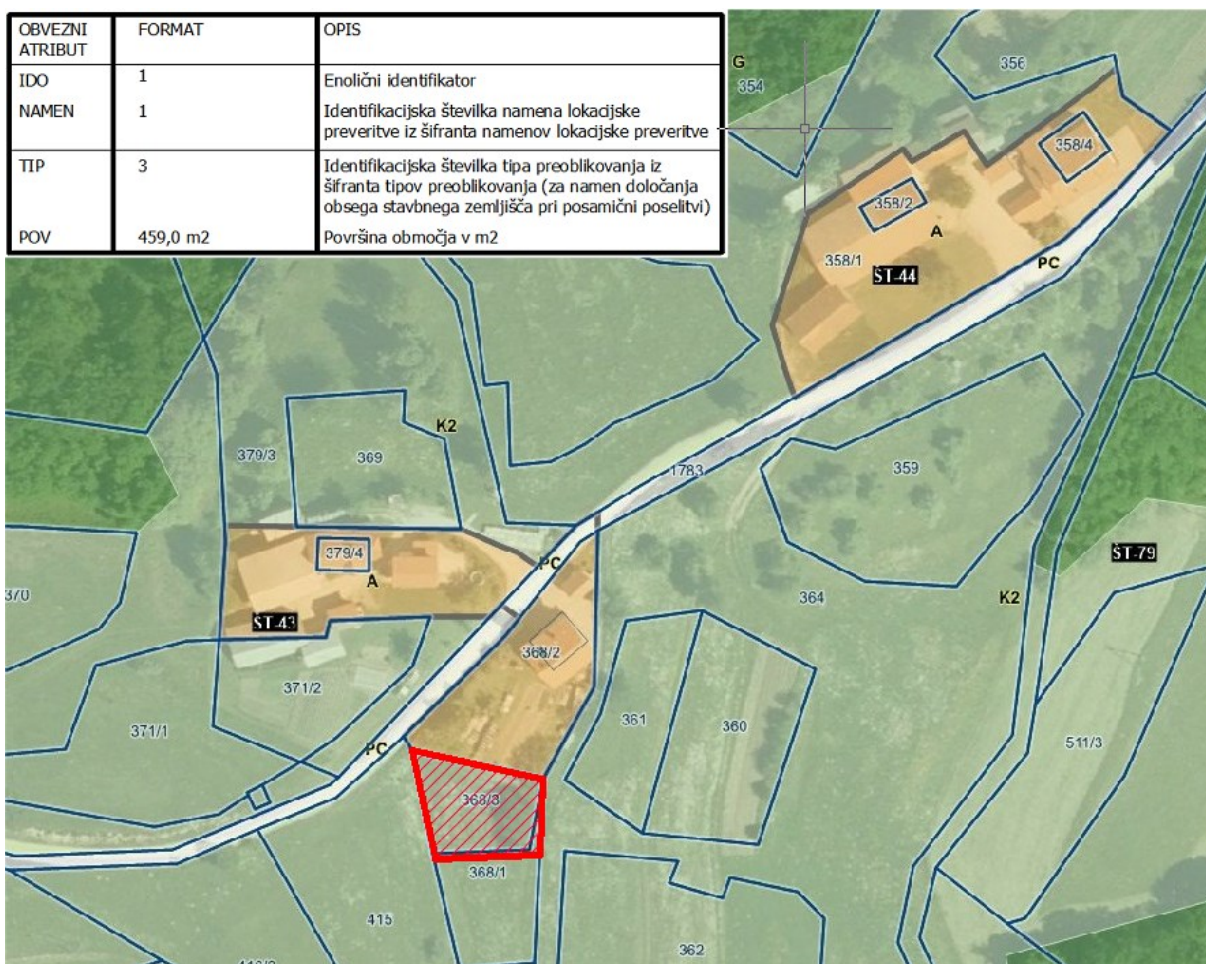 OBVEZNI ATRIBUT FORMAT OPIS
IDO 1 Enolični identifikator
NAMEN 1 Identifikacijska številka namena lokacijske
preveritve iz šifranta namenov lokacijske preveritve
TIP 3 Identifikacijska številka tipa preoblikovanja iz
šifranta tipov preoblikovanja (za namen določanja
obsega stavbnega zemljišča pri posamični poselitvi)
POV 459,0 m2 Površina območja v m2
G
354
356
358/4
358/2
A
358/1
ŠT-44
PC
K2
379/3
369
1783
359
379/4
PC
A
ŠT-79
370
364
K2
ŠT-43
368/2
371/2
371/1
361
360
PC
511/3
368/3
368/1
415
362